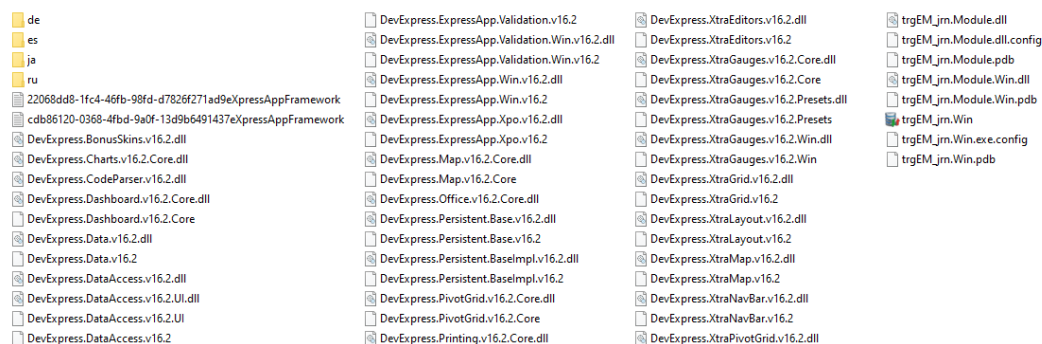 de
es
ja
ru
22068dd8-1fc4-46fb-98fd-d7826f271ad9eXpressAppFramework
cdb86120-0368-4fbd-9a0f-13d9b6491437eXpressAppFramework
DevExpress.BonusSkins.v16.2.dll
DevExpress.Charts.v16.2.Core.dll
DevExpress.CodeParser.v16.2.dll
DevExpress.Dashboard.v16.2.Core.dll
DevExpress.Dashboard.v16.2.Core
DevExpress.Data.v16.2.dll
DevExpress.Data.v16.2
DevExpress.DataAccess.v16.2.dll
DevExpress.DataAccess.v16.2.UI.dll
DevExpress.DataAccess.v16.2.UI
DevExpress.DataAccess.v16.2
DevExpress.ExpressApp.Validation.v16.2
DevExpress.ExpressApp.Validation.Win.v16.2.dll
DevExpress.ExpressApp.Validation.Win.v16.2
DevExpress.ExpressApp.Win.v16.2.dll
DevExpress.ExpressApp.Win.v16.2
DevExpress.ExpressApp.Xpo.v16.2.dll
DevExpress.ExpressApp.Xpo.v16.2
DevExpress.Map.v16.2.Core.dll
DevExpress.Map.v16.2.Core
DevExpress.Office.v16.2.Core.dll
DevExpress.Persistent.Base.v16.2.dll
DevExpress.Persistent.Base.v16.2
DevExpress.Persistent.BaseImpl.v16.2.dll
DevExpress.Persistent.BaseImpl.v16.2
DevExpress.PivotGrid.v16.2.Core.dll
DevExpress.PivotGrid.v16.2.Core
DevExpress.Printing.v16.2.Core.dll
DevExpress.XtraEditors.v16.2.dll
DevExpress.XtraEditors.v16.2
DevExpress.XtraGauges.v16.2.Core.dll
DevExpress.XtraGauges.v16.2.Core
DevExpress.XtraGauges.v16.2.Presets.dll
DevExpress.XtraGauges.v16.2.Presets
DevExpress.XtraGauges.v16.2.Win.dll
DevExpress.XtraGauges.v16.2.Win
DevExpress.XtraGrid.v16.2.dll
DevExpress.XtraGrid.v16.2
DevExpress.XtraLayout.v16.2.dll
DevExpress.XtraLayout.v16.2
DevExpress.XtraMap.v16.2.dll
DevExpress.XtraMap.v16.2
DevExpress.XtraNavBar.v16.2.dll
DevExpress.XtraNavBar.v16.2
DevExpress.XtraPivotGrid.v16.2.dll
trgEM_jrn.Module.dll
trgEM_jrn.Module.dll.config
trgEM_jrn.Module.pdb
trgEM_jrn.Module.Win.dll
trgEM_jrn.Module.Win.pdb
trgEM_jrn.Win
trgEM_jrn.Win.exe.config
trgEM_jrn.Win.pdb